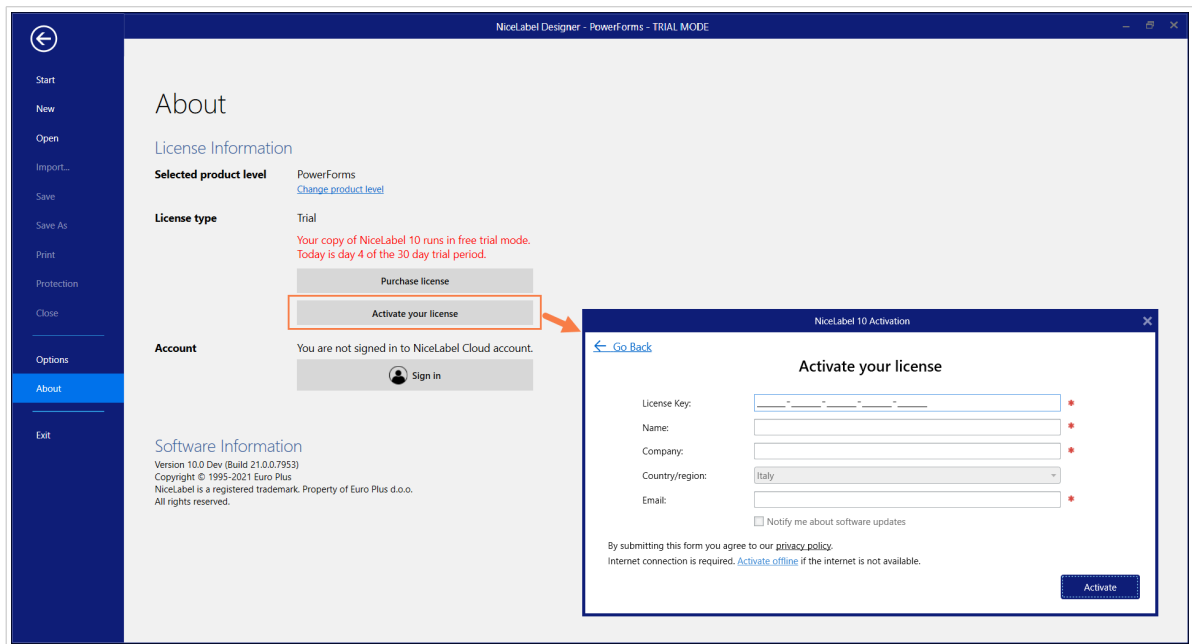 NiceLabel Designer - PowerForms - TRIAL MODE
Start
New
Open
Import...
Save
Save As
Print
Protection
Close
Options
About
Exit
About
License Information
Selected product level
PowerForms
Change product level
License type
Trial
Your copy of NiceLabel 10 runs in free trial mode.
Today is day 4 of the 30 day trial period.
Purchase license
Activate your license
Account
You are not signed in to NiceLabel Cloud account.
Sign in
Software Information
Version 10.0 Dev (Build 21.0.0.7953)
Copyright © 1995-2021 Euro Plus
NiceLabel is a registered trademark. Property of Euro Plus d.o.o.
All rights reserved.
NiceLabel 10 Activation
Go Back
Activate your license
License Key: _____-_____-_____-_____-_____ *
Name: *
Company: *
Country/region: Italy
Email: *
Notify me about software updates
By submitting this form you agree to our privacy policy.
Internet connection is required. Activate offline if the internet is not available.
Activate